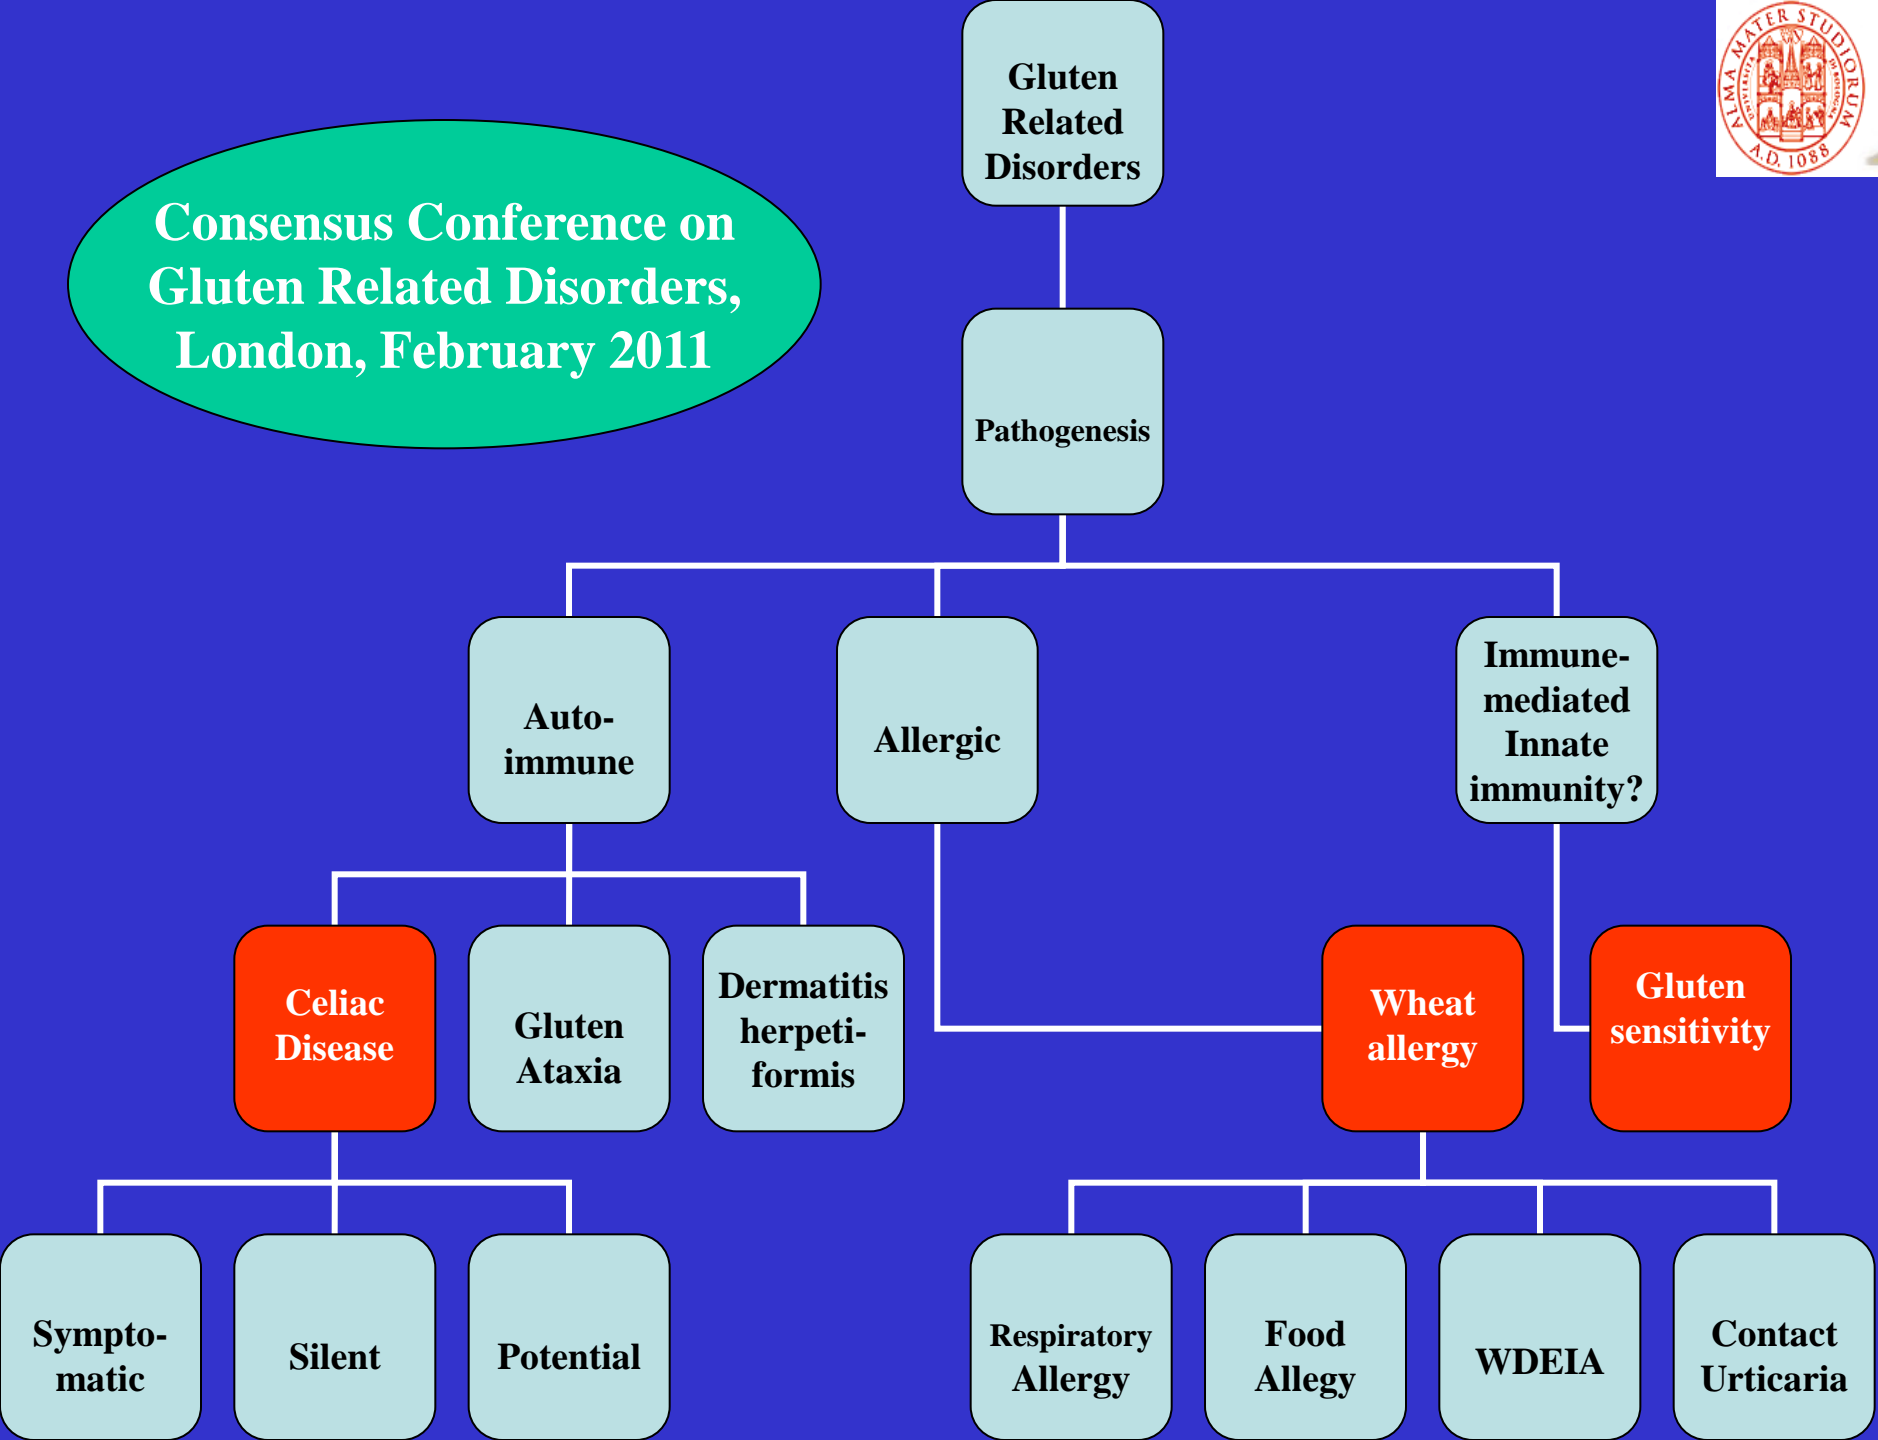 Gluten
Related
Disorders
ALMA MATER STUDIORUM
A.D. 1088
Consensus Conference on
Gluten Related Disorders,
London, February 2011
Pathogenesis
Auto-
immune
Allergic
Immune-
mediated
Innate
immunity?
Celiac
Disease
Gluten
Ataxia
Dermatitis
herpeti-
formis
Wheat
allergy
Gluten
sensitivity
Sympto-
matic
Silent
Potential
Respiratory
Allergy
Food
Allegy
WDEIA
Contact
Urticaria